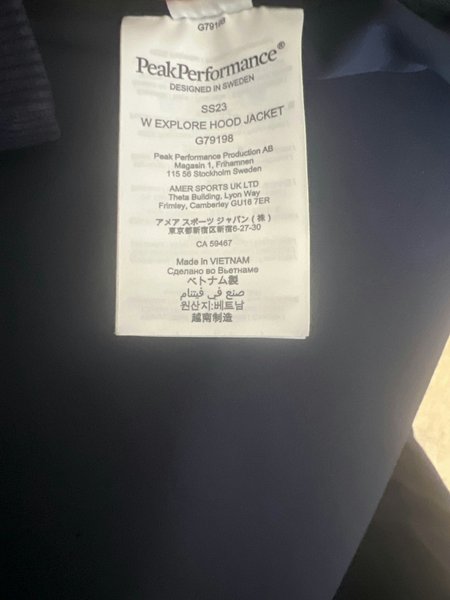 G79198
PeakPerformance®
DESIGNED IN SWEDEN
SS23
W EXPLORE HOOD JACKET
G79198
Peak Performance Production AB
Magasin 1, Frihamnen
115 56 Stockholm Sweden
AMER SPORTS UK LTD
Theta Building, Lyon Way
Frimley, Camberley GU16 7ER
アメア スポーツ ジャパン (株)
東京都新宿区新宿6-27-30
CA 59467
Made in VIETNAM
Сделано во Вьетнаме
ベトナム製
صنع في فيتنام
원산지:베트남
越南制造